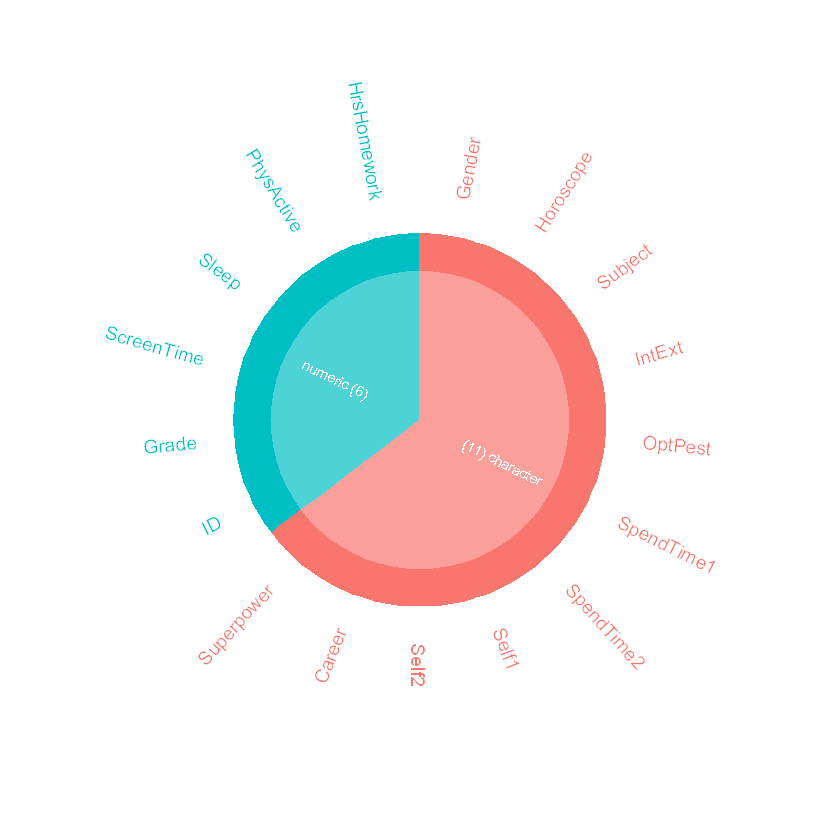 Gender
Horoscope
Subject
IntExt
OptPest
SpendTime1
SpendTime2
Self1
Self2
Career
Superpower
ID
Grade
ScreenTime
Sleep
PhysActive
HrsHomework
numeric (6)
(11) character